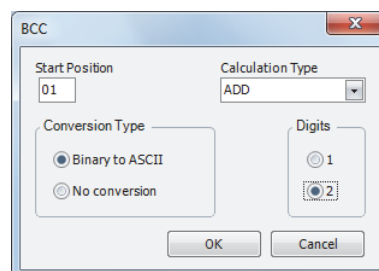 BCC
Start Position
Calculation Type
01
ADD
Conversion Type
Digits
Binary to ASCII
1
No conversion
2
OK
Cancel